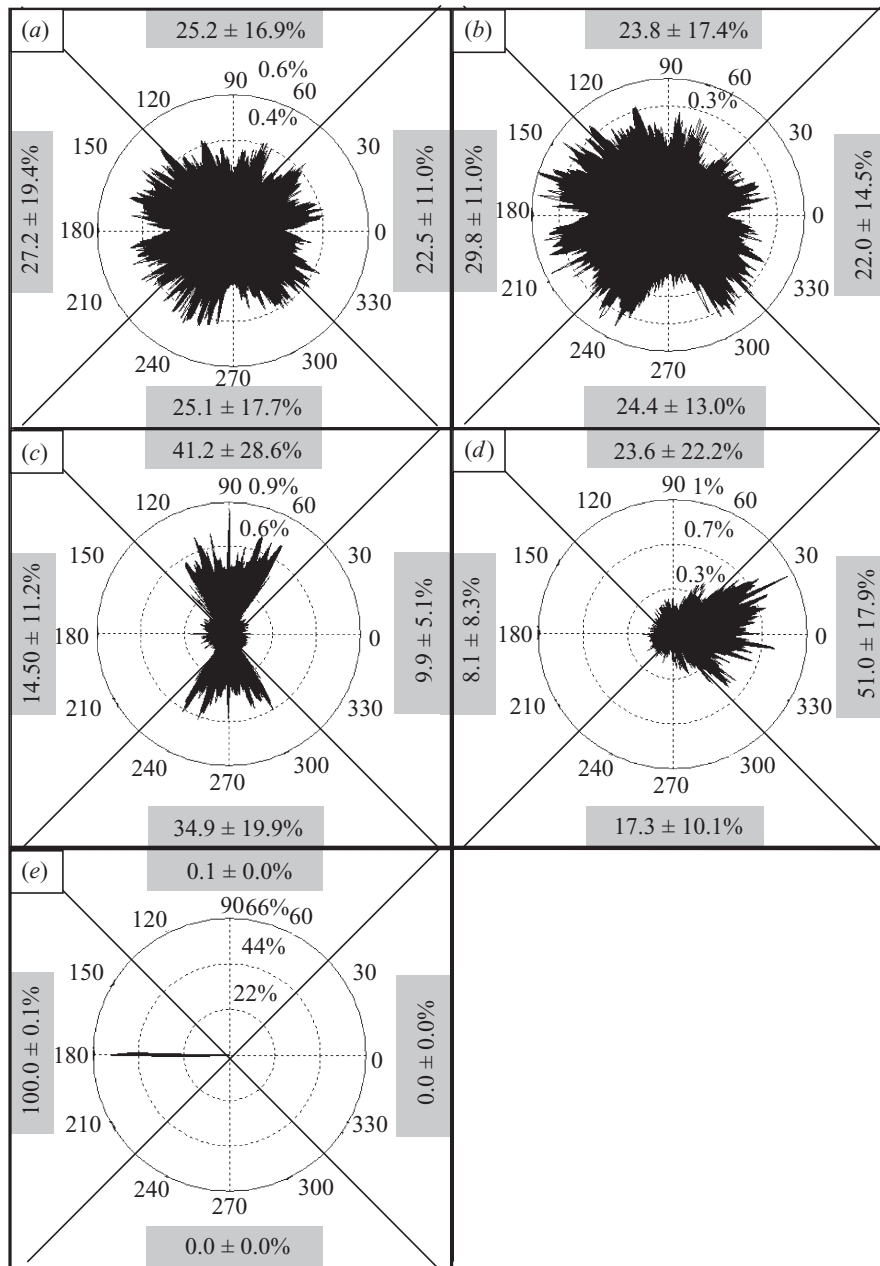 (a)
25.2 ± 16.9%
90 0.6%
120 60
0.4%
150 30
27.2 ± 19.4%
180 0
22.5 ± 11.0%
210 330
240 300
270
25.1 ± 17.7%
(b)
23.8 ± 17.4%
90
120 60
0.3%
150 30
29.8 ± 11.0%
180 0
22.0 ± 14.5%
210 330
240 300
270
24.4 ± 13.0%
(c)
41.2 ± 28.6%
90 0.9%
120 60
0.6%
150 30
14.50 ± 11.2%
180 0
9.9 ± 5.1%
210 330
240 300
270
34.9 ± 19.9%
(d)
23.6 ± 22.2%
90 1%
120 60
0.7%
150 30
0.3%
8.1 ± 8.3%
180 0
51.0 ± 17.9%
210 330
240 300
270
17.3 ± 10.1%
(e)
0.1 ± 0.0%
90 66% 60
120
44%
150 30
22%
100.0 ± 0.1%
180 0
0.0 ± 0.0%
210 330
240 300
270
0.0 ± 0.0%